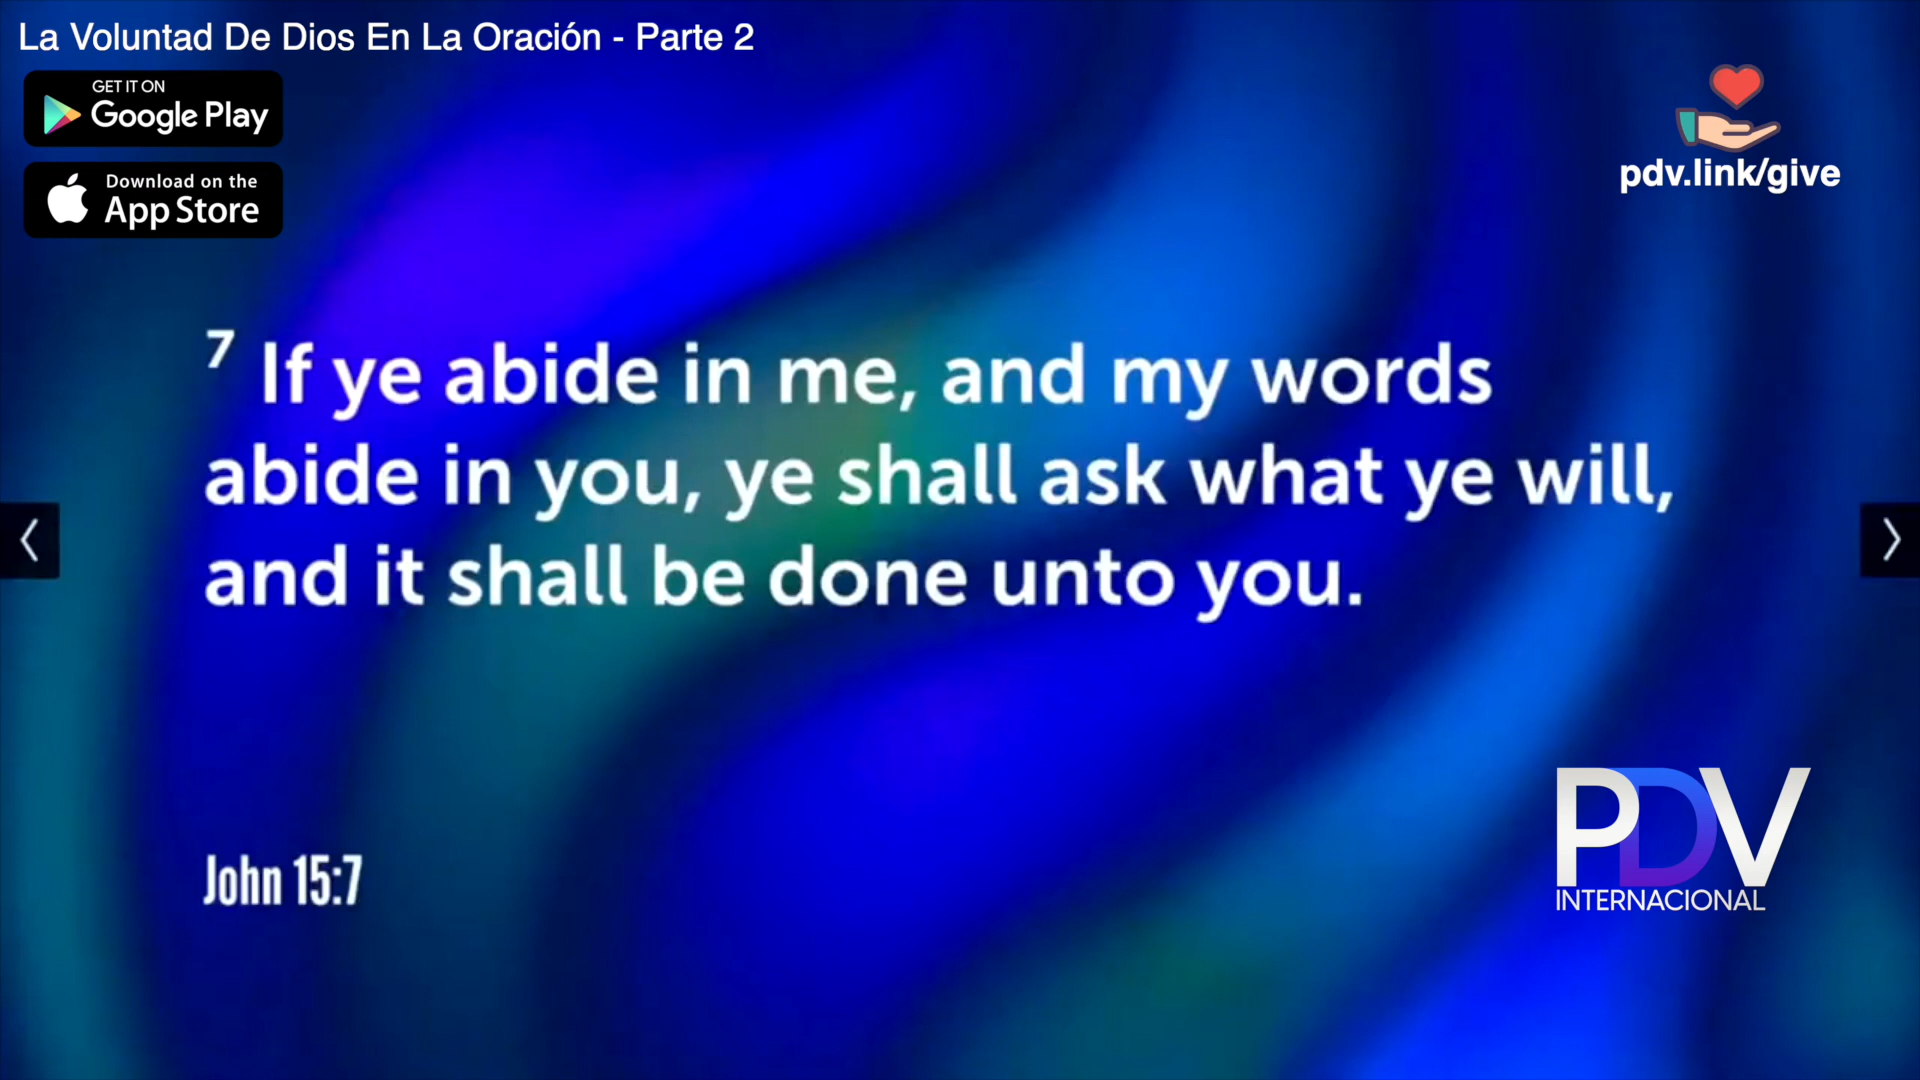 La Voluntad De Dios En La Oración - Parte 2
GET IT ON
Google Play
Download on the
App Store
pdv.link/give
7 If ye abide in me, and my words
abide in you, ye shall ask what ye will,
and it shall be done unto you.
John 15:7
PDV
INTERNACIONAL